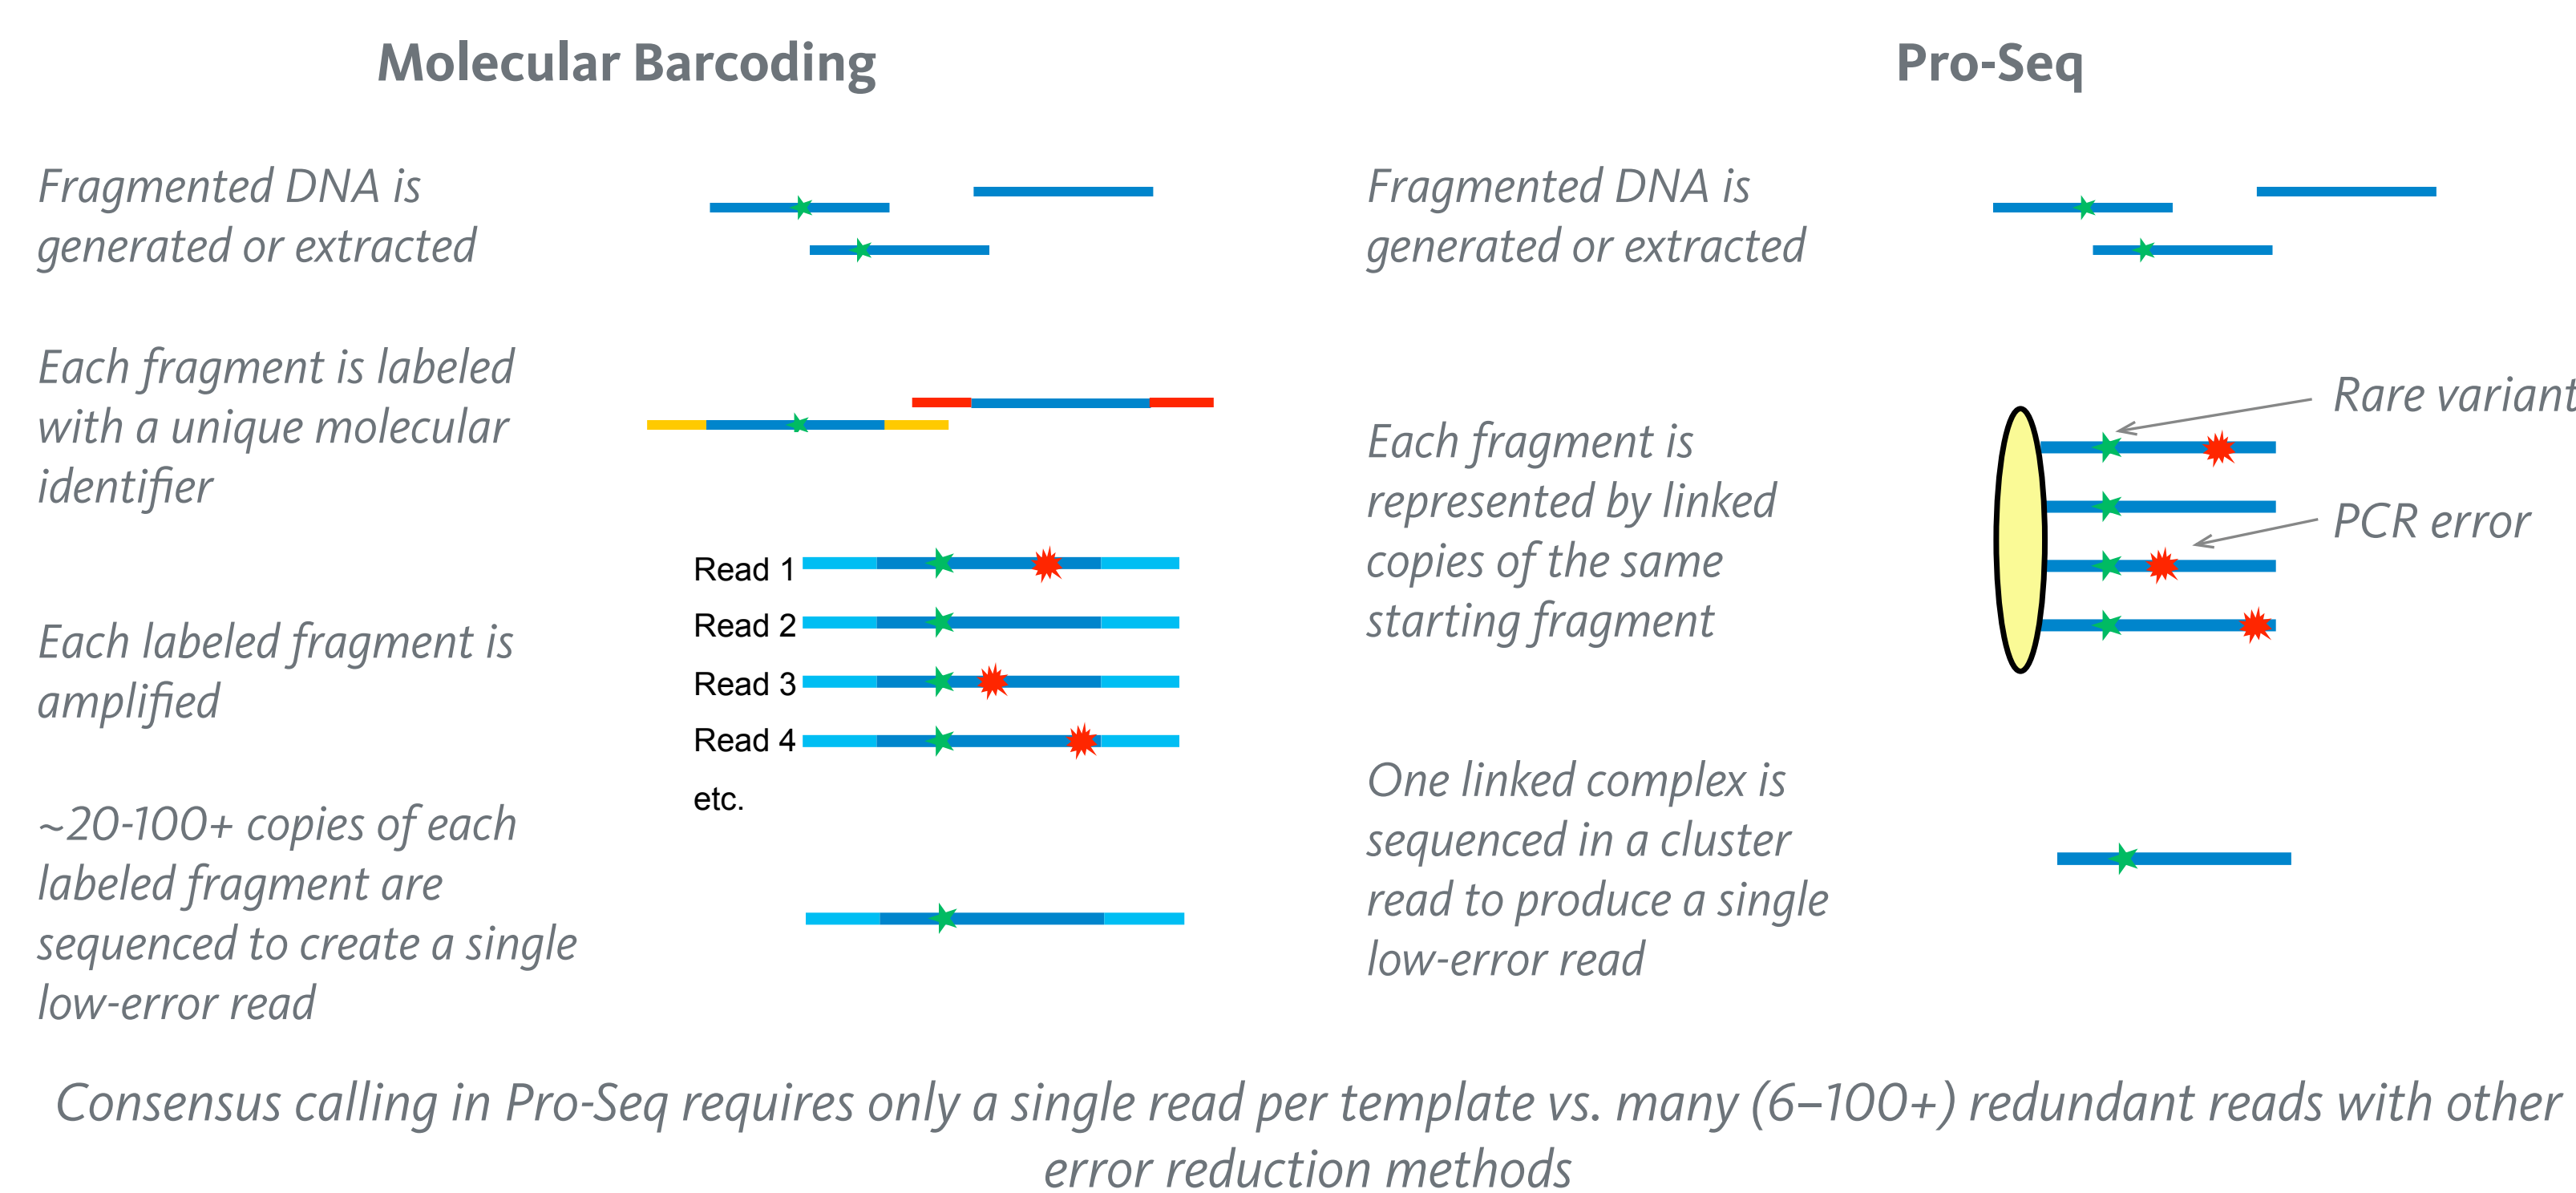 Molecular Barcoding
Fragmented DNA is
generated or extracted
Each fragment is labeled
with a unique molecular
identifier
Each labeled fragment is
amplified
Read 1
Read 2
Read 3
Read 4
etc.
~20-100+ copies of each
labeled fragment are
sequenced to create a single
low-error read
Pro-Seq
Fragmented DNA is
generated or extracted
Each fragment is
represented by linked
copies of the same
starting fragment
Rare variant
PCR error
One linked complex is
sequenced in a cluster
read to produce a single
low-error read
Consensus calling in Pro-Seq requires only a single read per template vs. many (6–100+) redundant reads with other
error reduction methods